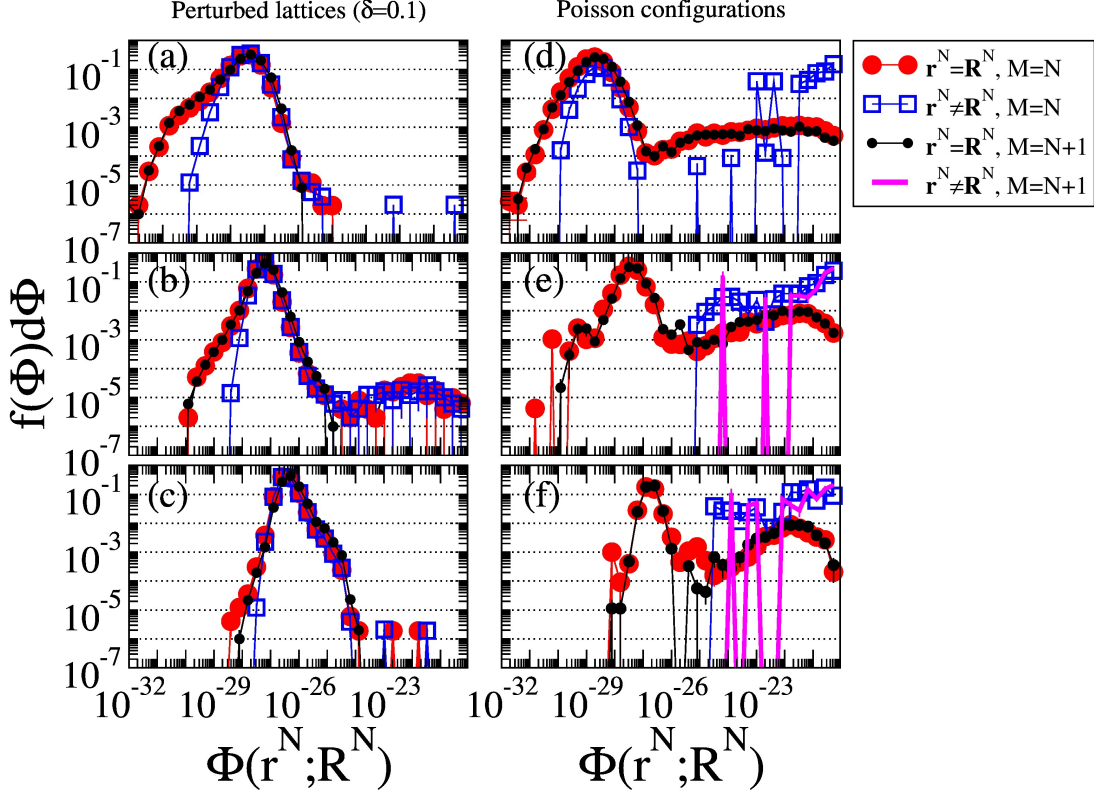 Perturbed lattices (δ=0.1)
Poisson configurations
(a)
(d)
(b)
(e)
(c)
(f)
10^-1
10^-3
10^-5
10^-7
10^-1
10^-3
10^-5
10^-7
10^-1
10^-3
10^-5
10^-7
f(Φ)dΦ
10^-32 10^-29 10^-26 10^-23
10^-32 10^-29 10^-26 10^-23
Φ(r^N;R^N)
Φ(r^N;R^N)
r^N=R^N, M=N
r^N≠R^N, M=N
r^N=R^N, M=N+1
r^N≠R^N, M=N+1